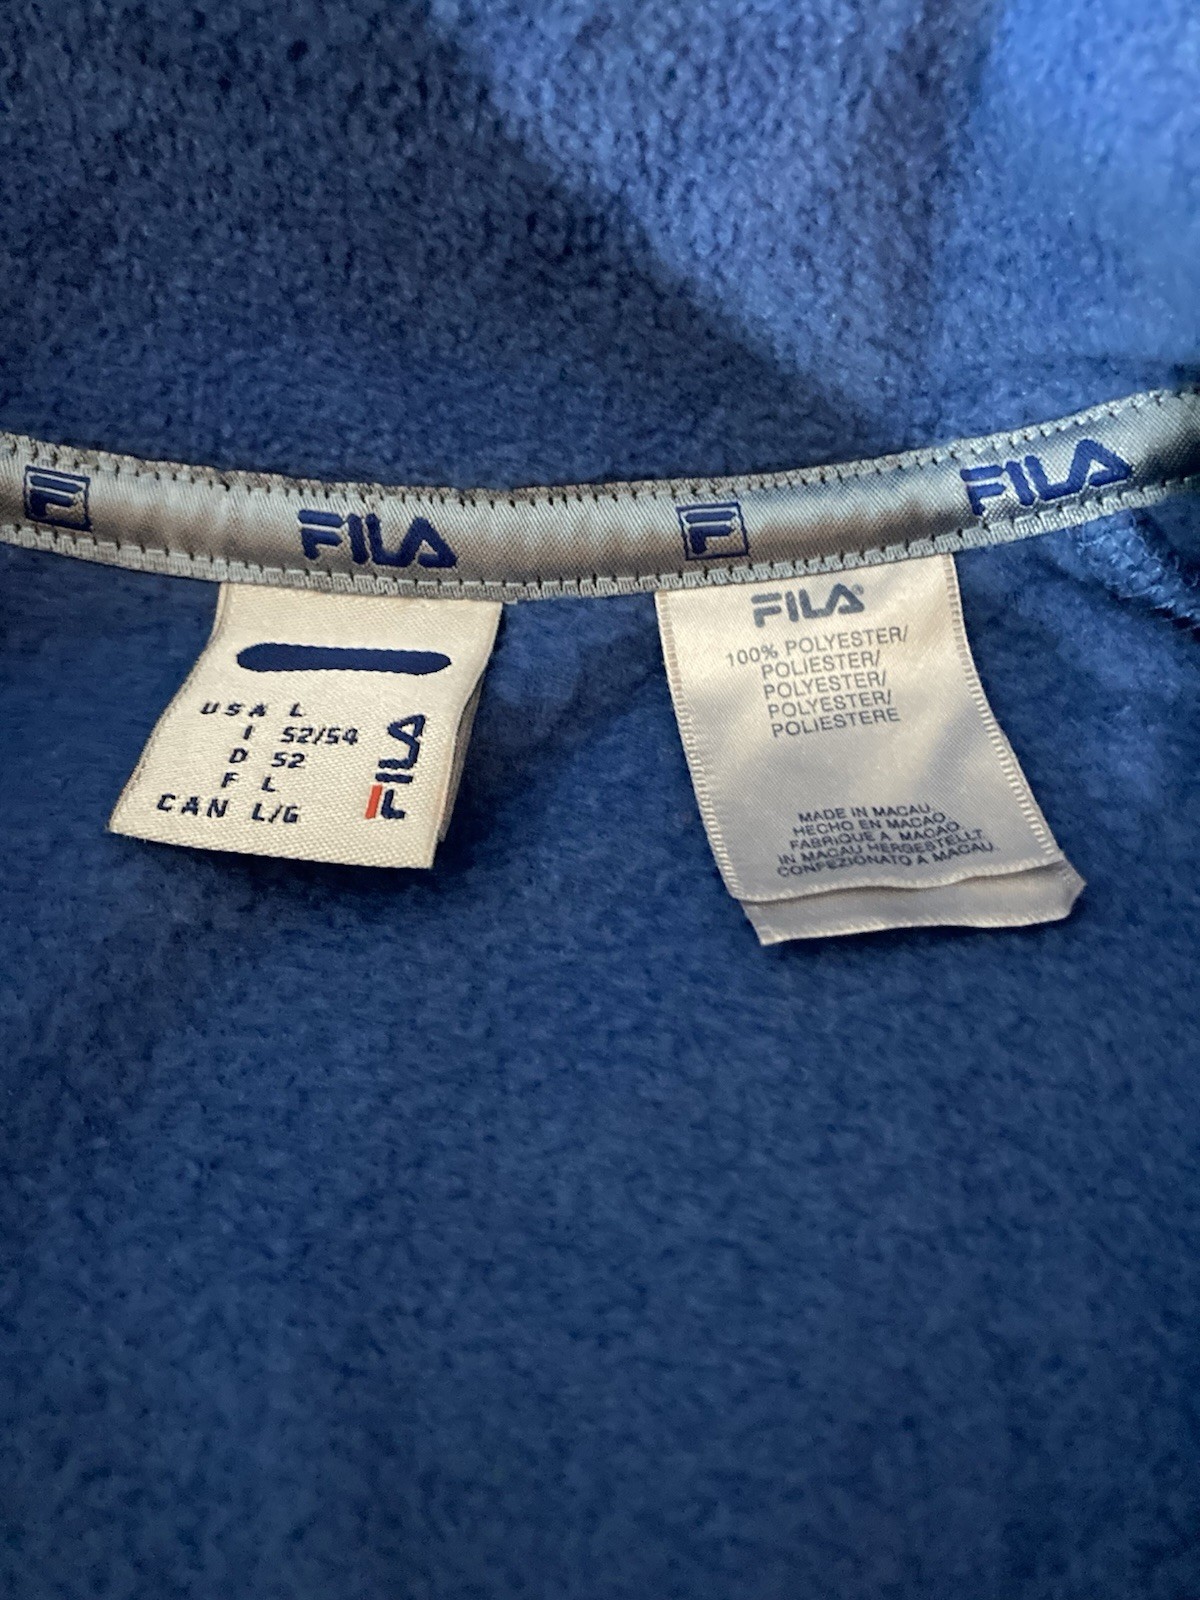 F FILA F FILA
USA L
I 52/54
D 52
F L
CAN L/G
FILA
FILA®
100% POLYESTER/
POLIESTER/
POLYESTER/
POLYESTER/
POLIESTERE
MADE IN MACAU.
HECHO EN MACAO.
FABRIQUE A MACAO.
IN MACAU HERGESTELLT.
CONFEZIONATO A MACAU.